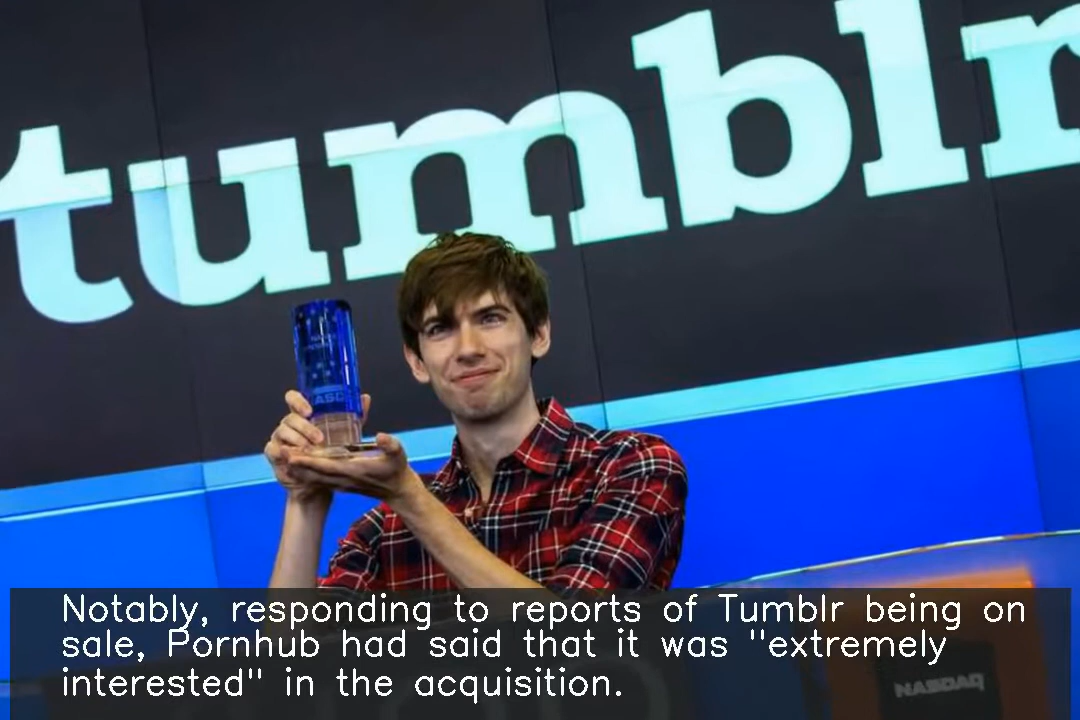 tumblr
NASDAQ
Notably, responding to reports of Tumblr being on
sale, Pornhub had said that it was "extremely
interested" in the acquisition.
NASDAQ